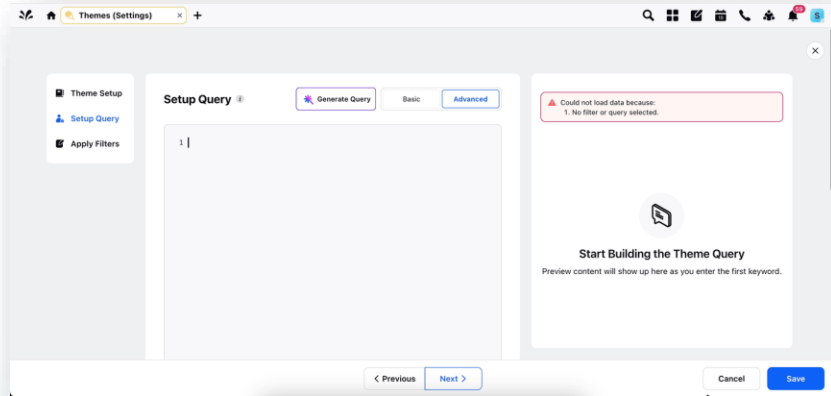 Themes (Settings)
59
19
S
Theme Setup
Setup Query
Apply Filters
Setup Query
Generate Query
Basic
Advanced
1
Could not load data because:
1. No filter or query selected.
Start Building the Theme Query
Preview content will show up here as you enter the first keyword.
Previous
Next
Cancel
Save